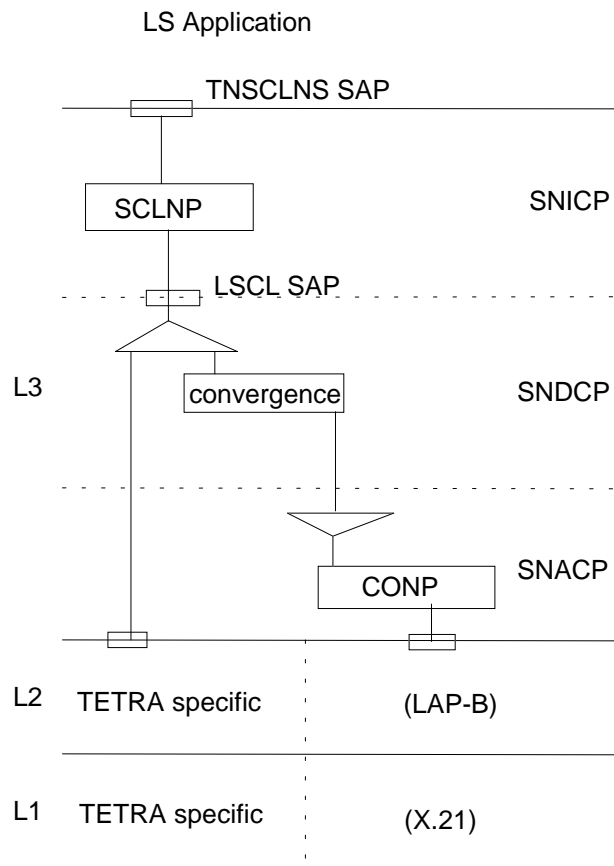 LS Application
TNSCLNS SAP
SCLNP
SNICP
LSCL SAP
L3
convergence
SNDCP
CONP
SNACP
L2
TETRA specific
(LAP-B)
L1
TETRA specific
(X.21)